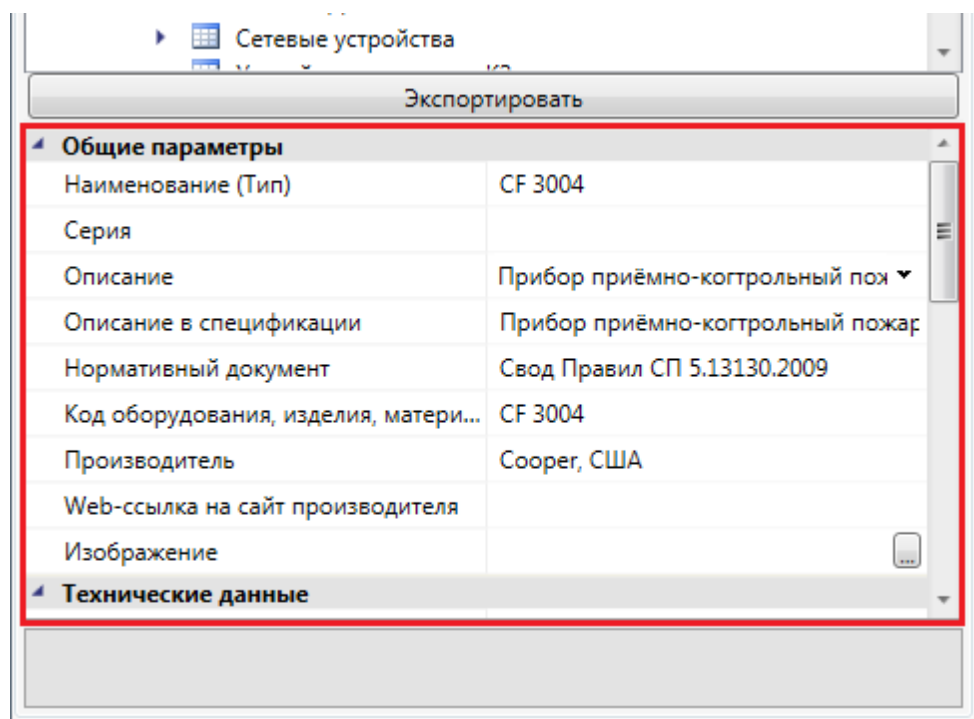 Сетевые устройства
Экспортировать
Общие параметры
Наименование (Тип) CF 3004
Серия
Описание Прибор приёмно-когтрольный пож
Описание в спецификации Прибор приёмно-когтрольный пожар
Нормативный документ Свод Правил СП 5.13130.2009
Код оборудования, изделия, матери... CF 3004
Производитель Cooper, США
Web-ссылка на сайт производителя
Изображение ...
Технические данные